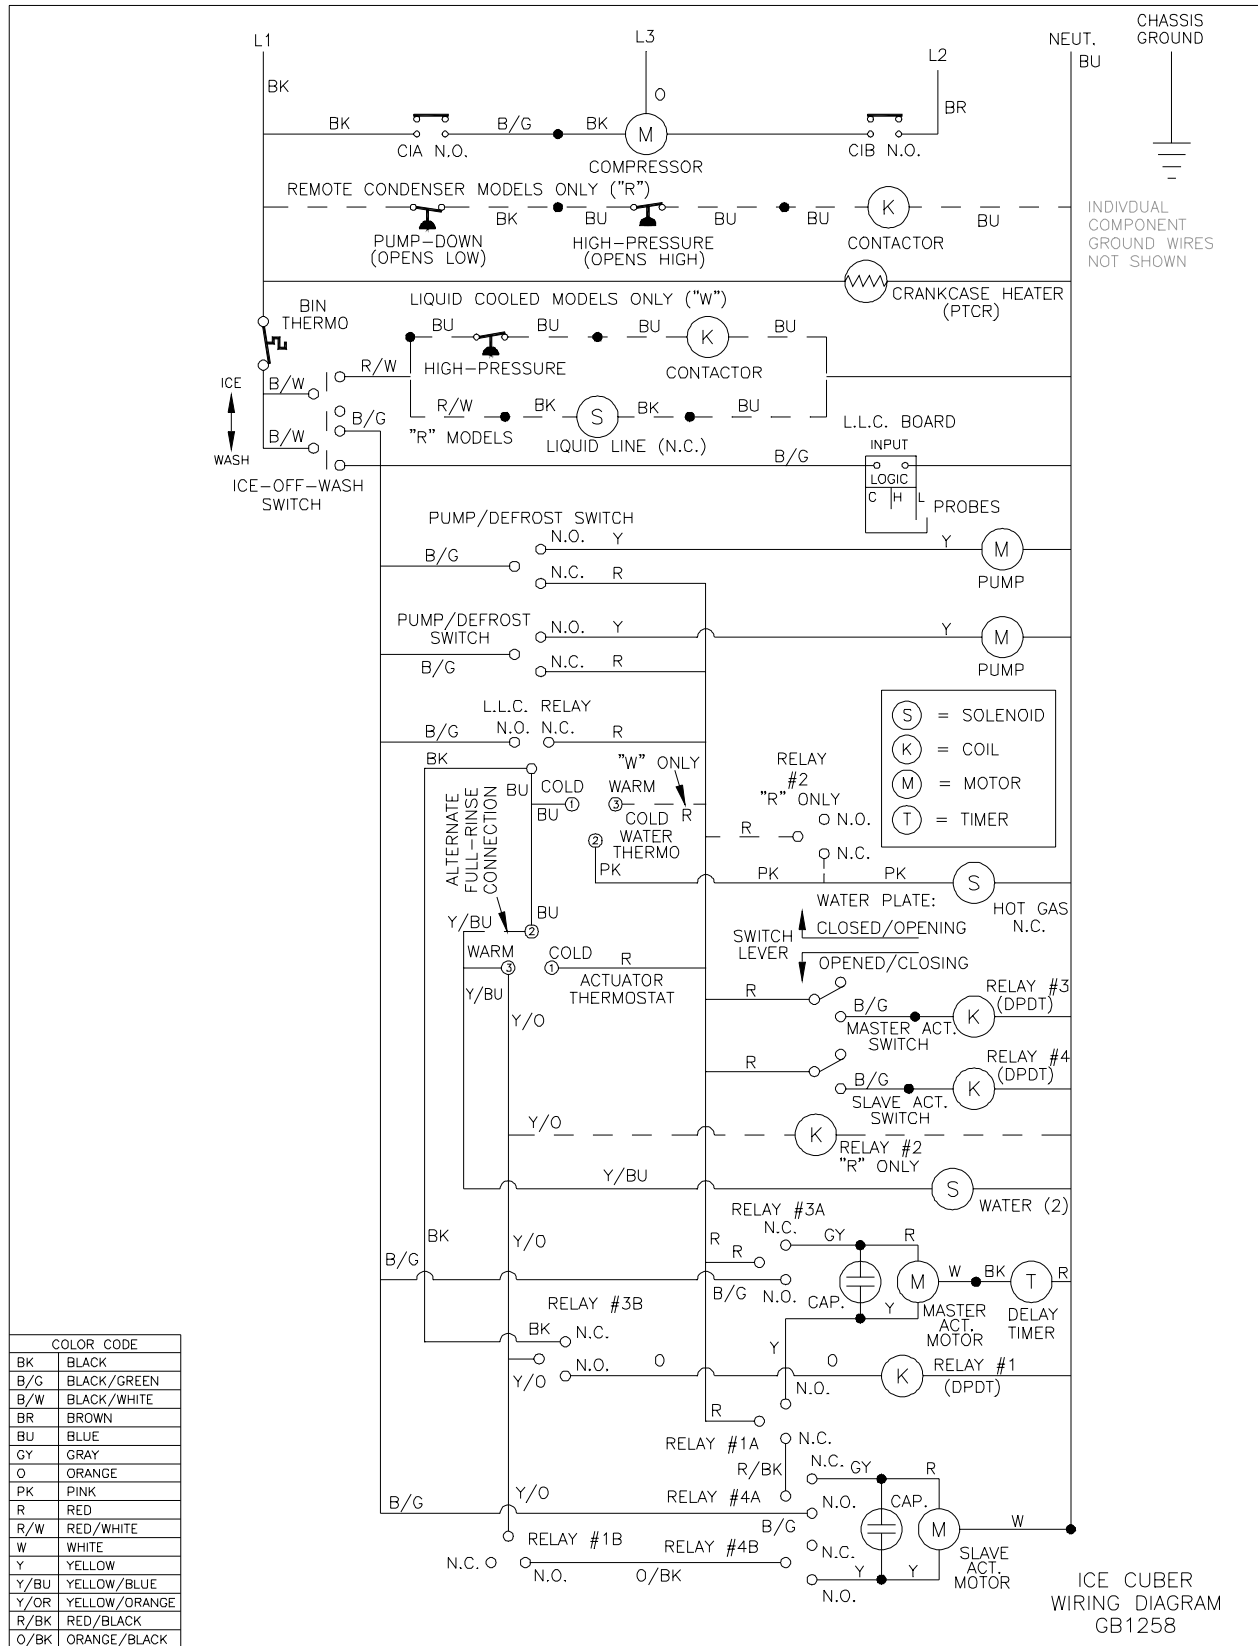 CHASSIS
GROUND
L1
L3
NEUT.
L2
BU
BK
O
BR
BK
B/G
BK
M
CIA N.O.
COMPRESSOR
CIB N.O.
REMOTE CONDENSER MODELS ONLY ("R")
BK
BU
BU
BU
K
BU
PUMP-DOWN
(OPENS LOW)
HIGH-PRESSURE
(OPENS HIGH)
CONTACTOR
INDIVDUAL
COMPONENT
GROUND WIRES
NOT SHOWN
CRANKCASE HEATER
(PTCR)
LIQUID COOLED MODELS ONLY ("W")
BIN
THERMO
BU
BU
BU
K
BU
HIGH-PRESSURE
CONTACTOR
R/W
ICE
B/W
WASH
B/W
B/G
R/W
BK
S
BK
BU
"R" MODELS
LIQUID LINE (N.C.)
L.L.C. BOARD
INPUT
LOGIC
C H L
PROBES
B/G
ICE-OFF-WASH
SWITCH
PUMP/DEFROST SWITCH
N.O. Y
Y
M
PUMP
B/G
N.C. R
PUMP/DEFROST
SWITCH
N.O. Y
Y
M
PUMP
B/G
N.C. R
L.L.C. RELAY
N.O. N.C.
B/G
R
BK
S = SOLENOID
K = COIL
M = MOTOR
T = TIMER
"W" ONLY
RELAY
#2
"R" ONLY
BU
COLD
1
BU
WARM
3
R
COLD
WATER
THERMO
2
PK
R
N.O.
N.C.
PK
PK
S
HOT GAS
N.C.
ALTERNATE
FULL-RINSE
CONNECTION
BU
Y/BU
2
WATER PLATE:
CLOSED/OPENING
SWITCH
LEVER
OPENED/CLOSING
WARM
3
COLD
1
R
ACTUATOR
THERMOSTAT
Y/BU
Y/O
R
B/G
K
RELAY #3
(DPDT)
MASTER ACT.
SWITCH
R
B/G
K
RELAY #4
(DPDT)
SLAVE ACT.
SWITCH
Y/O
K
RELAY #2
"R" ONLY
Y/BU
S
WATER (2)
RELAY #3A
N.C.
BK
Y/O
R
R
GY
R
B/G
B/G
N.O.
CAP.
M
W
BK
T
R
Y
MASTER
ACT.
MOTOR
DELAY
TIMER
RELAY #3B
BK
N.C.
Y/O
N.O.
O
Y
O
K
RELAY #1
(DPDT)
N.O.
R
RELAY #1A
N.C.
R/BK
N.C.
GY
R
RELAY #4A
N.O.
CAP.
B/G
B/G
Y/O
M
W
SLAVE
ACT.
MOTOR
RELAY #1B
RELAY #4B
N.C.
N.C.
N.O.
O/BK
Y
Y
N.O.
COLOR CODE
BK BLACK
B/G BLACK/GREEN
B/W BLACK/WHITE
BR BROWN
BU BLUE
GY GRAY
O ORANGE
PK PINK
R RED
R/W RED/WHITE
W WHITE
Y YELLOW
Y/BU YELLOW/BLUE
Y/OR YELLOW/ORANGE
R/BK RED/BLACK
O/BK ORANGE/BLACK
ICE CUBER
WIRING DIAGRAM
GB1258